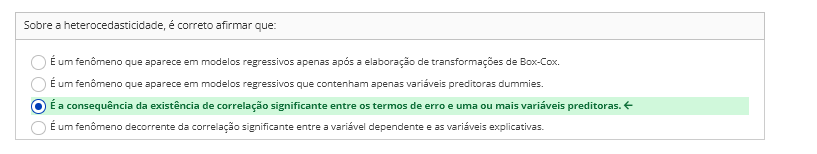 Sobre a heterocedasticidade, é correto afirmar que:
É um fenômeno que aparece em modelos regressivos apenas após a elaboração de transformações de Box-Cox.
É um fenômeno que aparece em modelos regressivos que contenham apenas variáveis preditoras dummies.
É a consequência da existência de correlação significante entre os termos de erro e uma ou mais variáveis preditoras. ←
É um fenômeno decorrente da correlação significante entre a variável dependente e as variáveis explicativas.